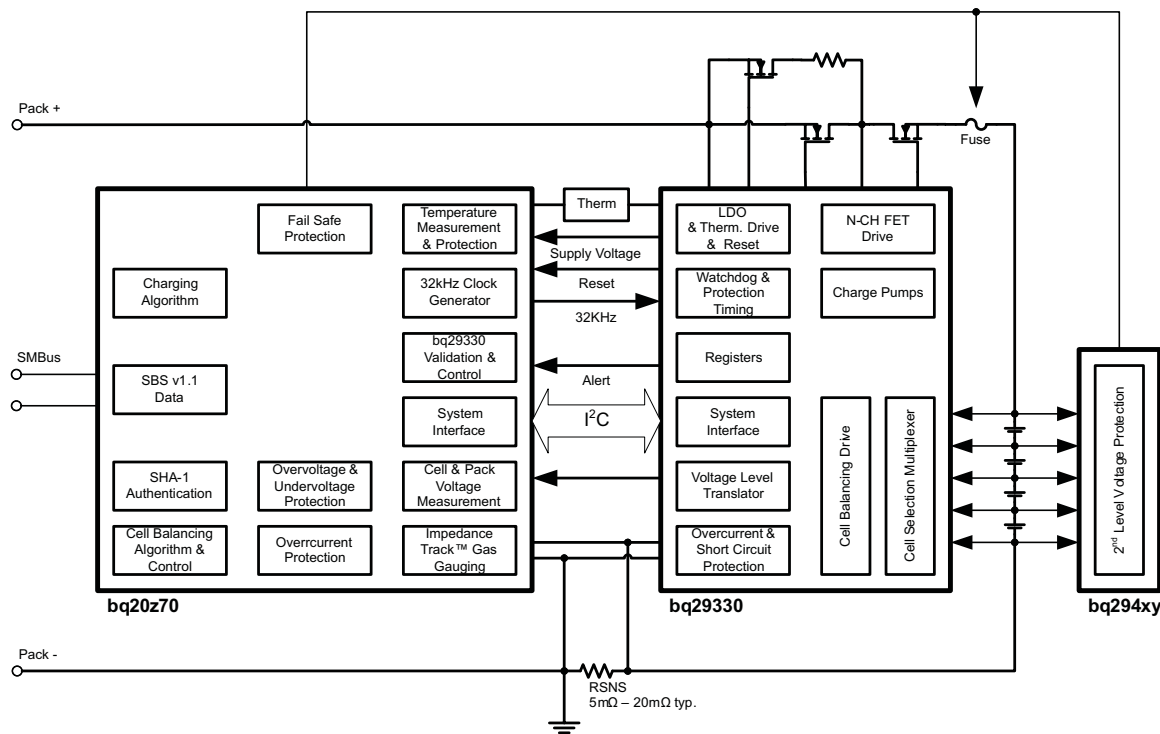 Pack +
Fuse
Fail Safe
Protection
Temperature
Measurement
& Protection
Therm
LDO
& Therm. Drive
& Reset
N-CH FET
Drive
Supply Voltage
Charging
Algorithm
32kHz Clock
Generator
Reset
32KHz
Watchdog &
Protection
Timing
Charge Pumps
SMBus
SBS v1.1
Data
bq29330
Validation &
Control
Alert
Registers
System
Interface
I²C
System
Interface
Cell Balancing Drive
Cell Selection Multiplexer
2nd Level Voltage Protection
SHA-1
Authentication
Overvoltage &
Undervoltage
Protection
Cell & Pack
Voltage
Measurement
Voltage Level
Translator
Cell Balancing
Algorithm &
Control
Overcurrent
Protection
Impedance
Track™ Gas
Gauging
Overcurrent &
Short Circuit
Protection
bq20z70
bq29330
bq294xy
Pack -
RSNS
5mΩ – 20mΩ typ.